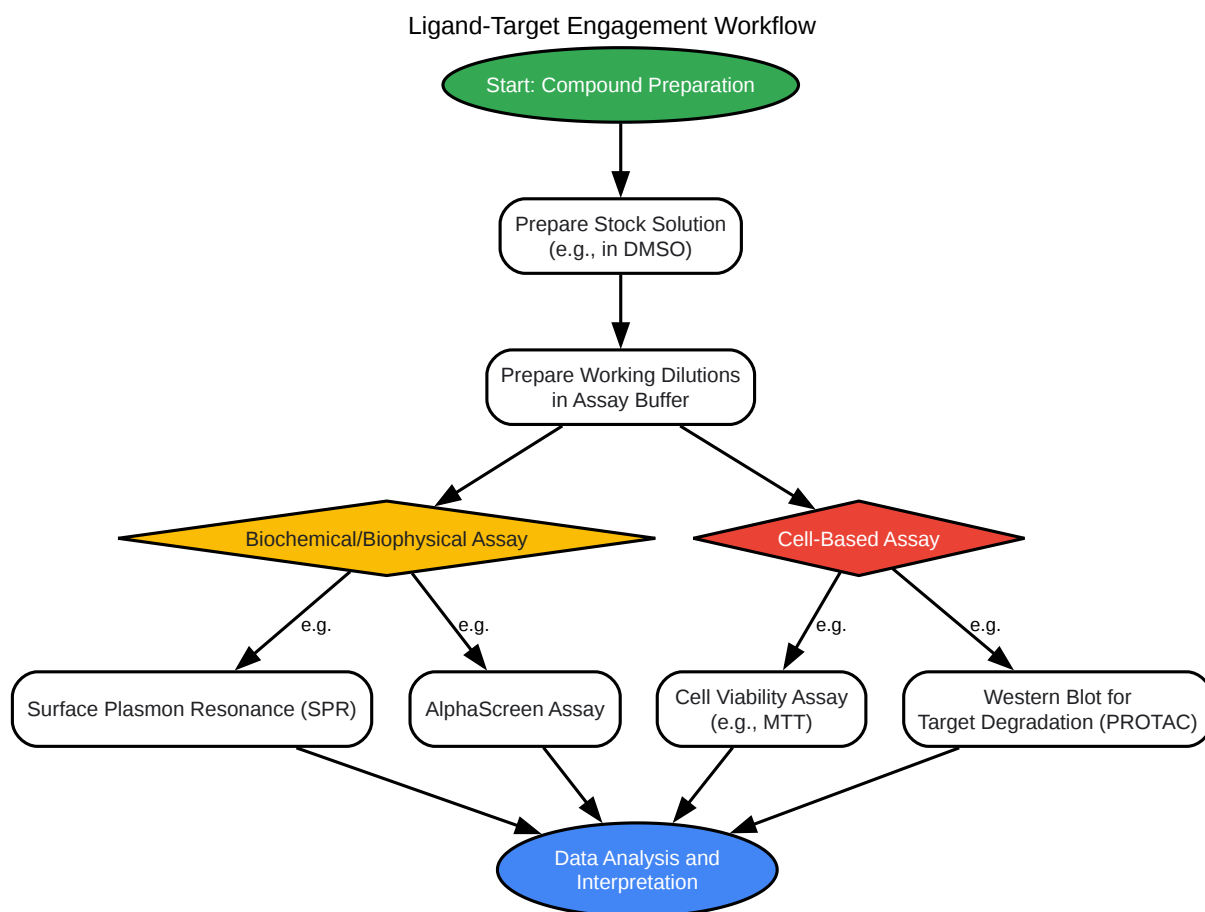 Ligand-Target Engagement Workflow
Start: Compound Preparation
Prepare Stock Solution
(e.g., in DMSO)
Prepare Working Dilutions
in Assay Buffer
Biochemical/Biophysical Assay
Cell-Based Assay
e.g.
e.g.
e.g.
e.g.
Surface Plasmon Resonance (SPR)
AlphaScreen Assay
Cell Viability Assay
(e.g., MTT)
Western Blot for
Target Degradation (PROTAC)
Data Analysis and
Interpretation